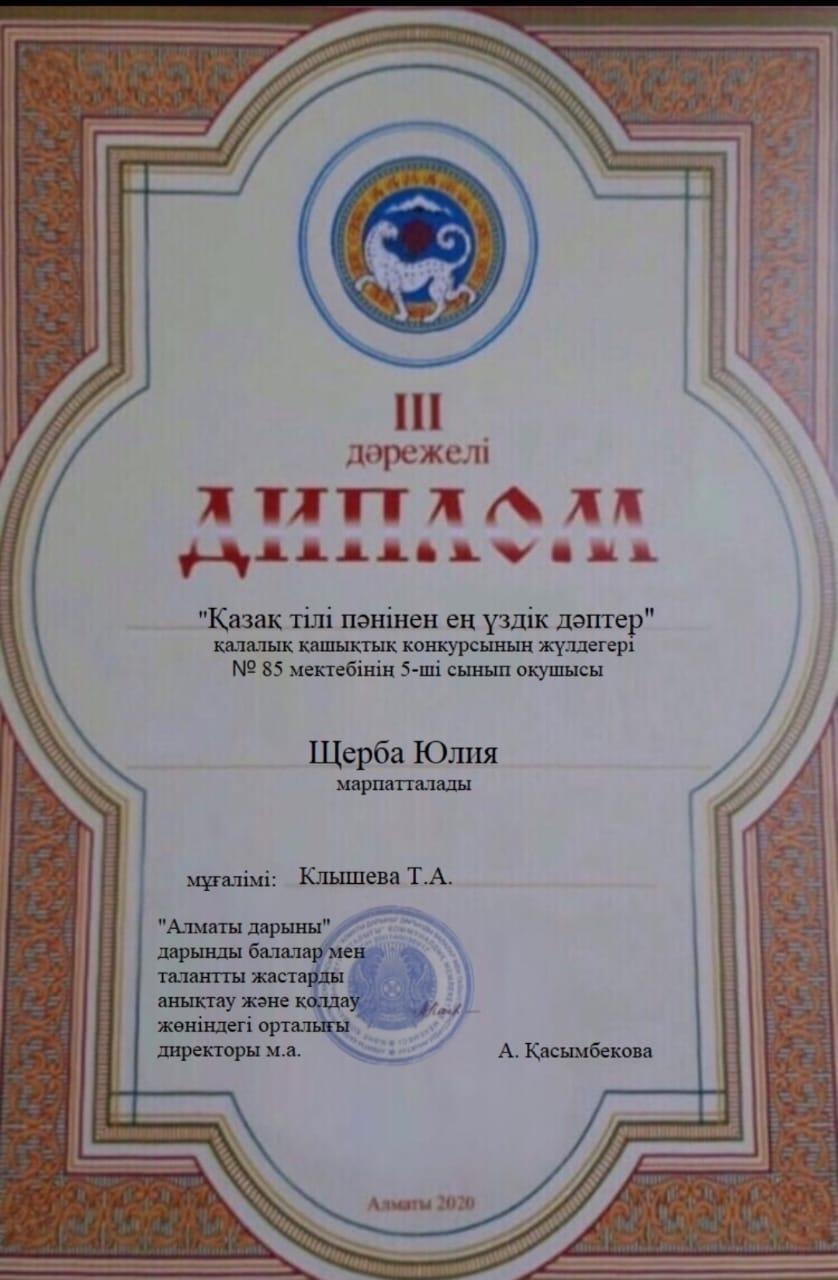 III
дәрежелі
ДИПЛОМ
"Қазақ тілі пәнінен ең үздік дәптер"
қалалық қашықтық конкурсының жүлдегері
№ 85 мектебінің 5-ші сынып оқушысы
Щерба Юлия
марпатталады
мұғалімі: Клышева Т.А.
"Алматы дарыны"
дарынды балалар мен
талантты жастарды
анықтау және қолдау
жөніндегі орталығы
директоры м.а. А. Қасымбекова
Алматы 2020